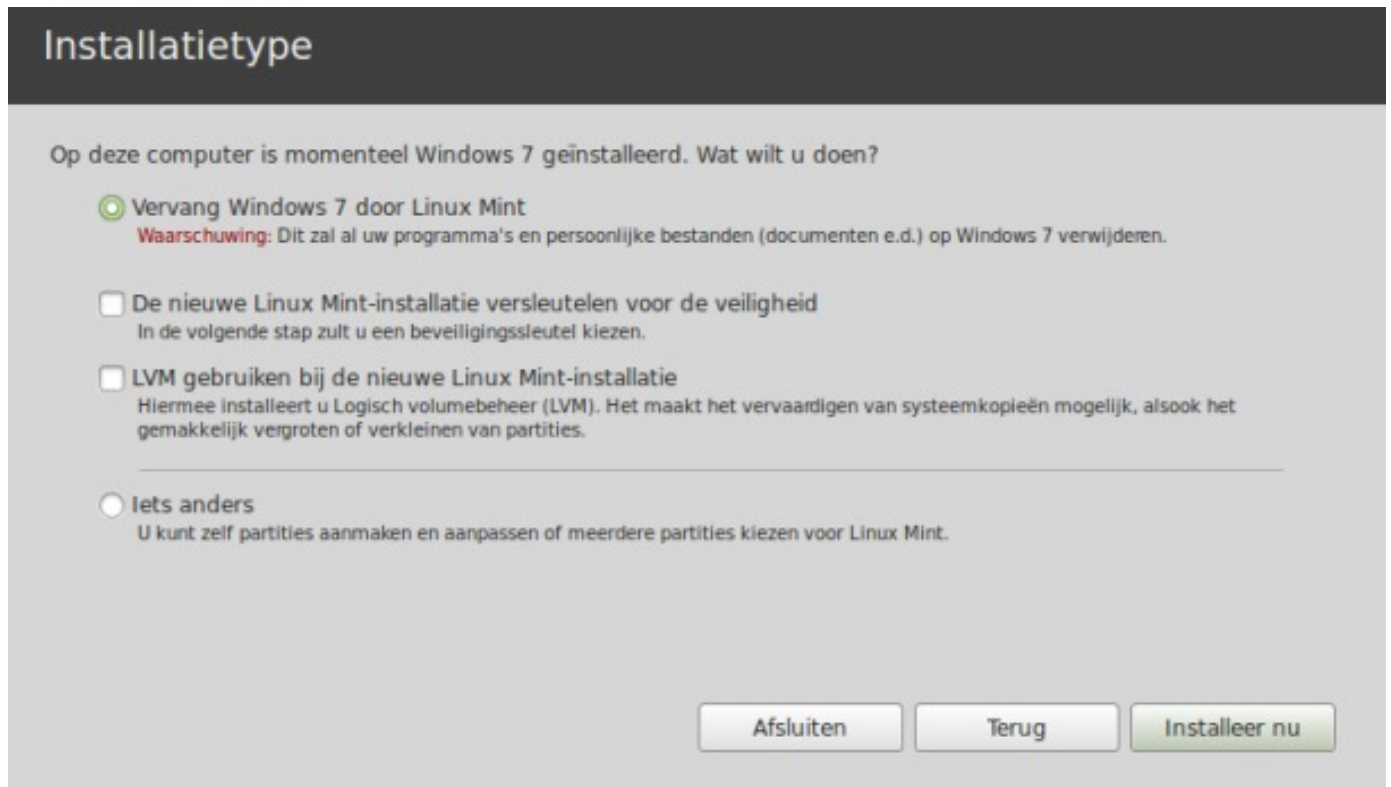 Installatietype
Op deze computer is momenteel Windows 7 geïnstalleerd. Wat wilt u doen?
Vervang Windows 7 door Linux Mint
Waarschuwing: Dit zal al uw programma's en persoonlijke bestanden (documenten e.d.) op Windows 7 verwijderen.
De nieuwe Linux Mint-installatie versleutelen voor de veiligheid
In de volgende stap zult u een beveiligingssleutel kiezen.
LVM gebruiken bij de nieuwe Linux Mint-installatie
Hiermee installeert u Logisch volumebeheer (LVM). Het maakt het vervaardigen van systeemkopieën mogelijk, alsook het
gemakkelijk vergroten of verkleinen van partities.
Iets anders
U kunt zelf partities aanmaken en aanpassen of meerdere partities kiezen voor Linux Mint.
Afsluiten Terug Installeer nu